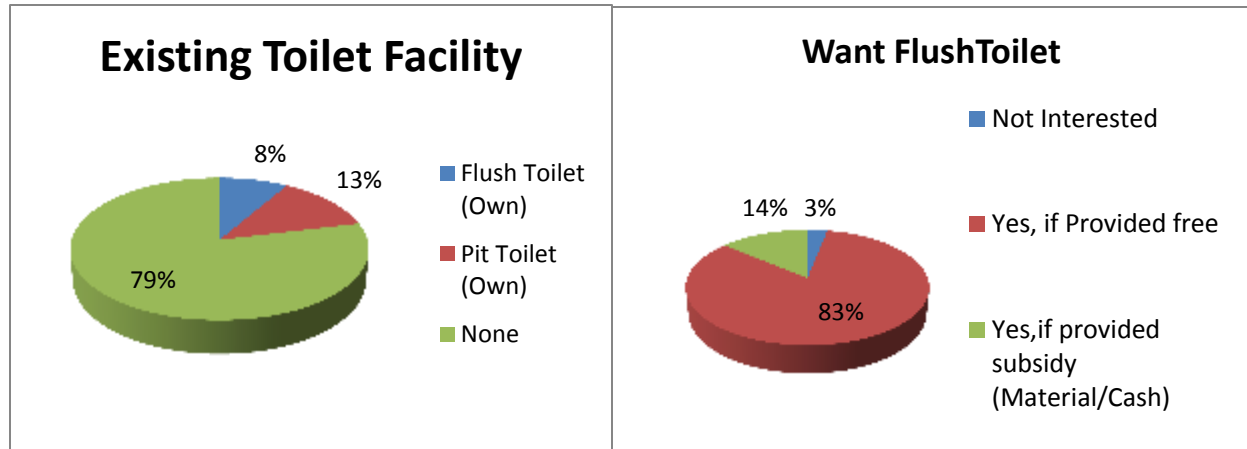 Existing Toilet Facility
8%
13%
79%
Flush Toilet
(Own)
Pit Toilet
(Own)
None
Want FlushToilet
14%
3%
83%
Not Interested
Yes, if Provided free
Yes,if provided
subsidy
(Material/Cash)